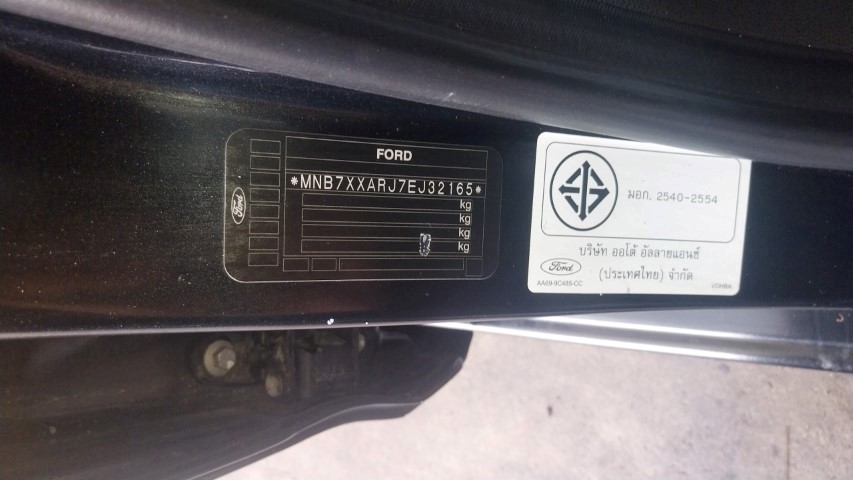 FORD
*MNB7XXARJ7EJ32165*
kg
kg
kg
kg
Ford
มอก. 2540-2554
บริษัท ออโต้ อัลลายแอนซ์
(ประเทศไทย) จำกัด
Ford
AA69-9C485-CC